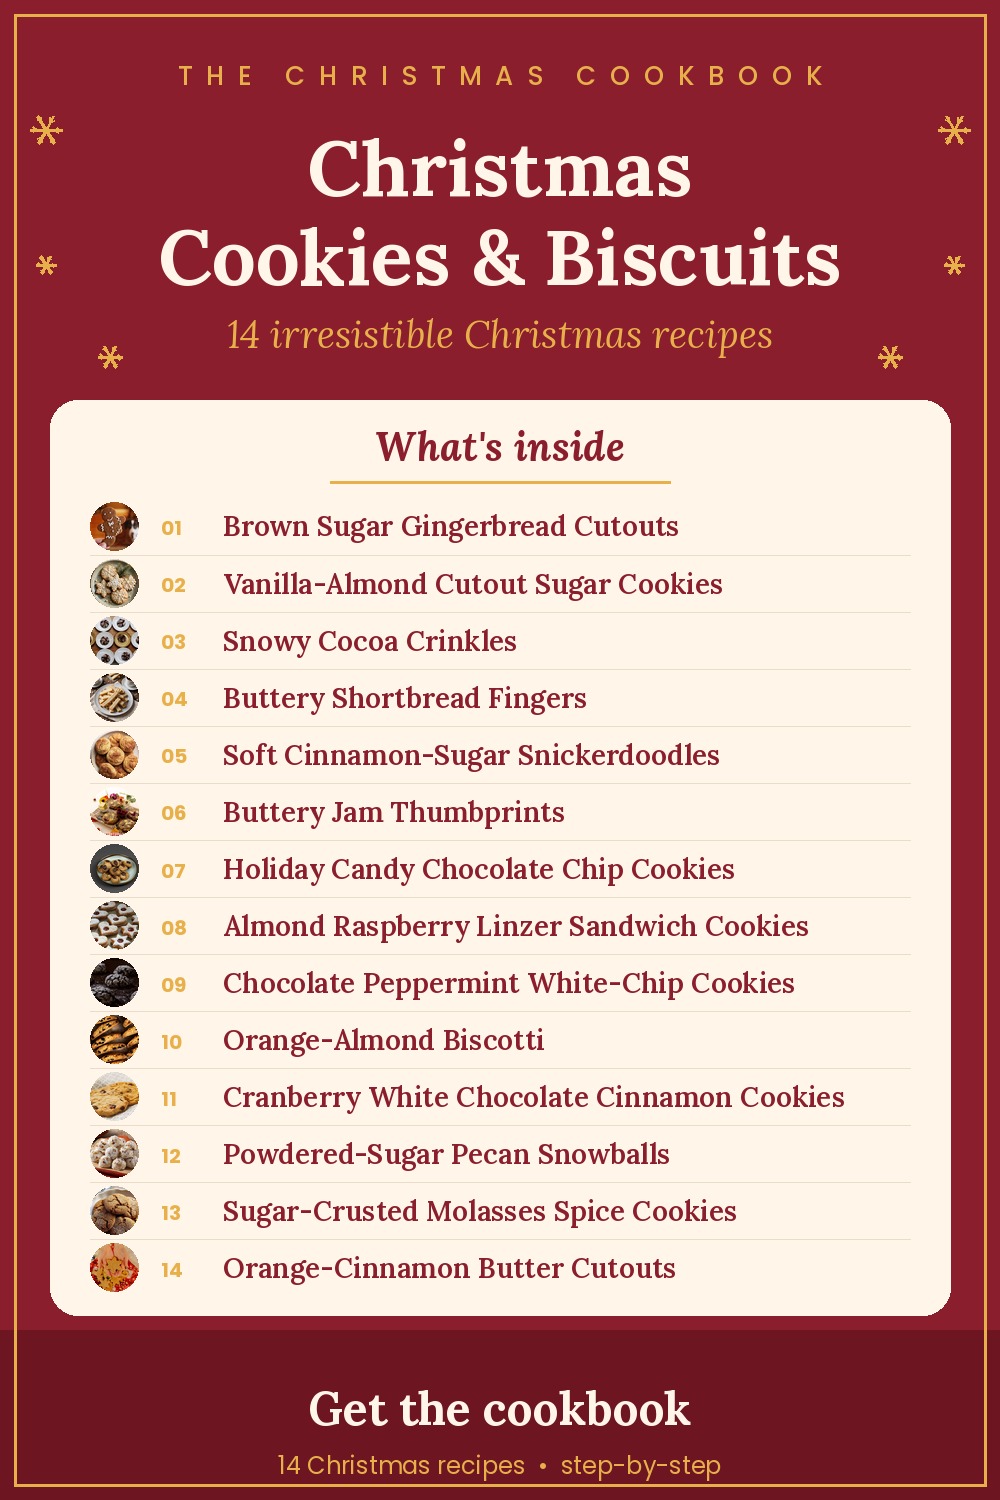 THE CHRISTMAS COOKBOOK
Christmas
Cookies & Biscuits
14 irresistible Christmas recipes
What's inside
01 Brown Sugar Gingerbread Cutouts
02 Vanilla-Almond Cutout Sugar Cookies
03 Snowy Cocoa Crinkles
04 Buttery Shortbread Fingers
05 Soft Cinnamon-Sugar Snickerdoodles
06 Buttery Jam Thumbprints
07 Holiday Candy Chocolate Chip Cookies
08 Almond Raspberry Linzer Sandwich Cookies
09 Chocolate Peppermint White-Chip Cookies
10 Orange-Almond Biscotti
11 Cranberry White Chocolate Cinnamon Cookies
12 Powdered-Sugar Pecan Snowballs
13 Sugar-Crusted Molasses Spice Cookies
14 Orange-Cinnamon Butter Cutouts
Get the cookbook
14 Christmas recipes • step-by-step